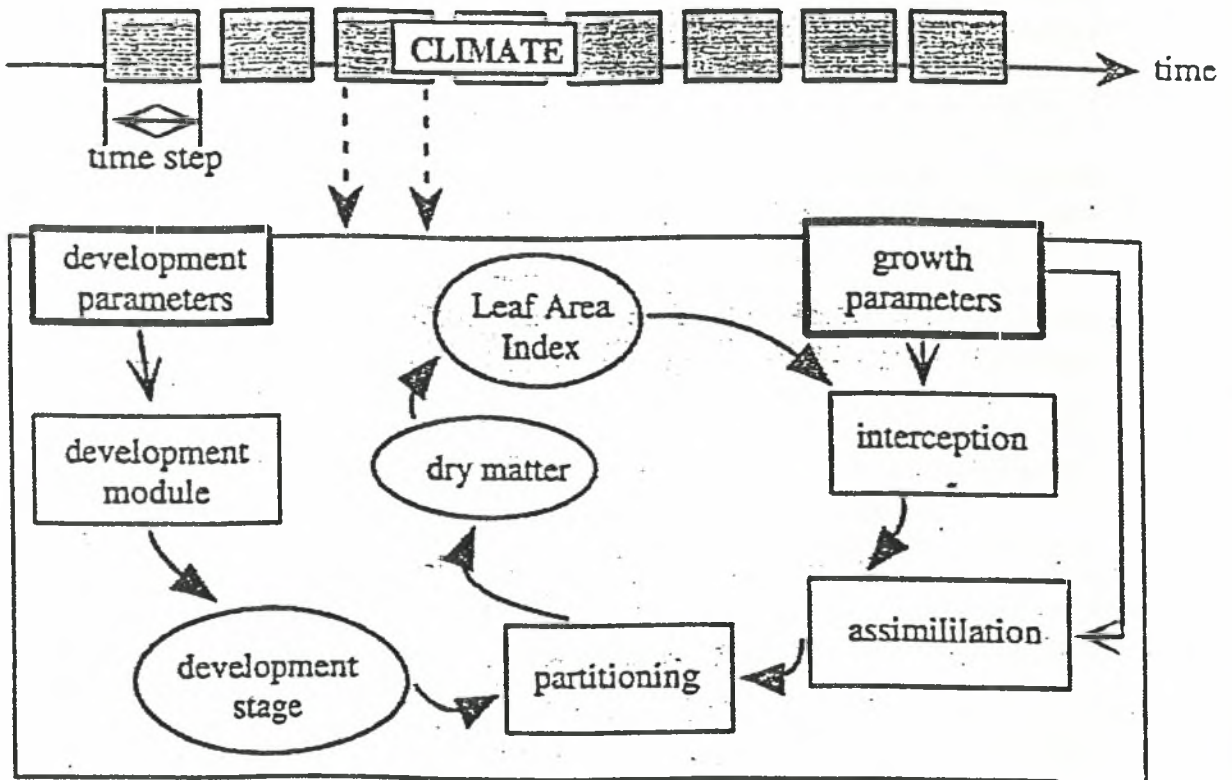 CLIMATE
time
time step
development
parameters
growth
parameters
Leaf Area
Index
development
module
dry matter
interception
assimililation
partitioning
development
stage